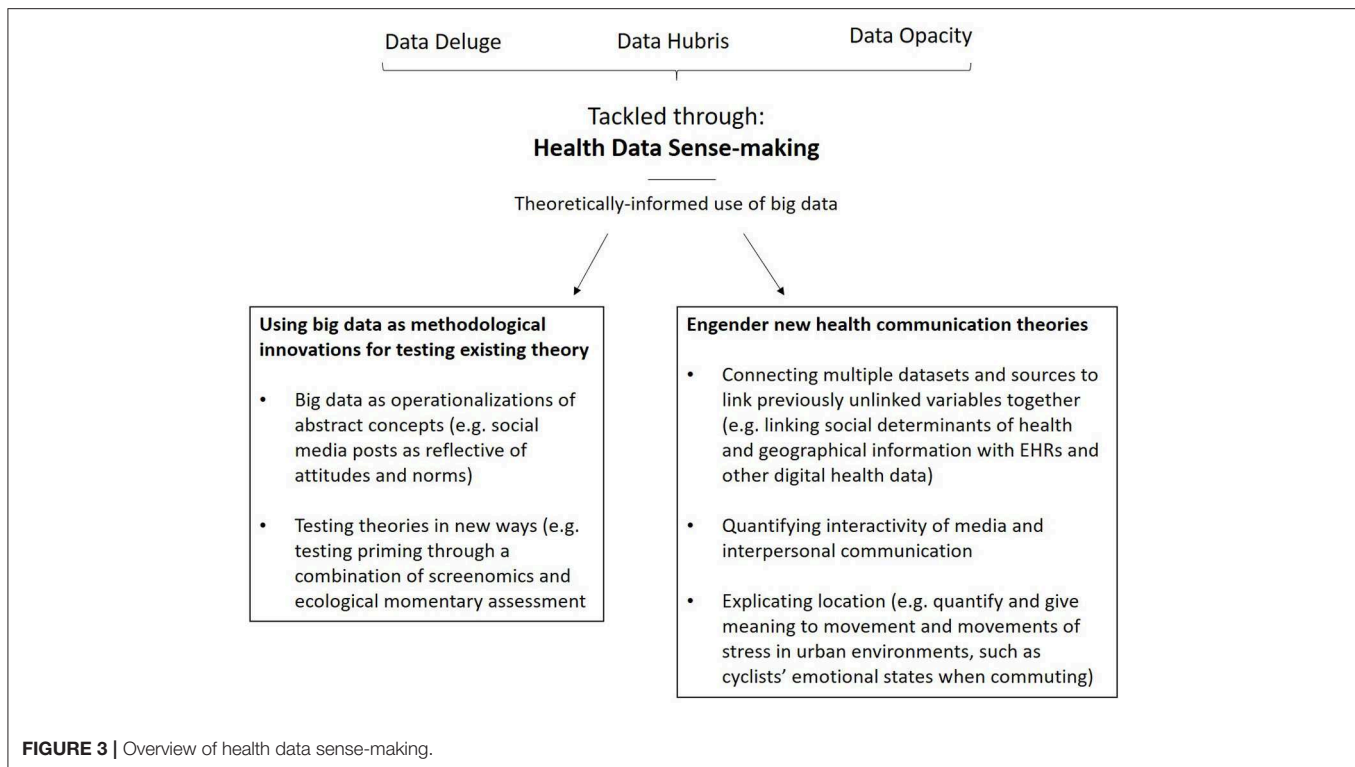 Data Deluge Data Hubris Data Opacity
Tackled through:
Health Data Sense-making
Theoretically-informed use of big data
Using big data as methodological
innovations for testing existing theory
• Big data as operationalizations of
abstract concepts (e.g. social
media posts as reflective of
attitudes and norms)
• Testing theories in new ways (e.g.
testing priming through a
combination of screenomics and
ecological momentary assessment
Engender new health communication theories
• Connecting multiple datasets and sources to
link previously unlinked variables together
(e.g. linking social determinants of health
and geographical information with EHRs and
other digital health data)
• Quantifying interactivity of media and
interpersonal communication
• Explicating location (e.g. quantify and give
meaning to movement and movements of
stress in urban environments, such as
cyclists’ emotional states when commuting)
FIGURE 3 | Overview of health data sense-making.